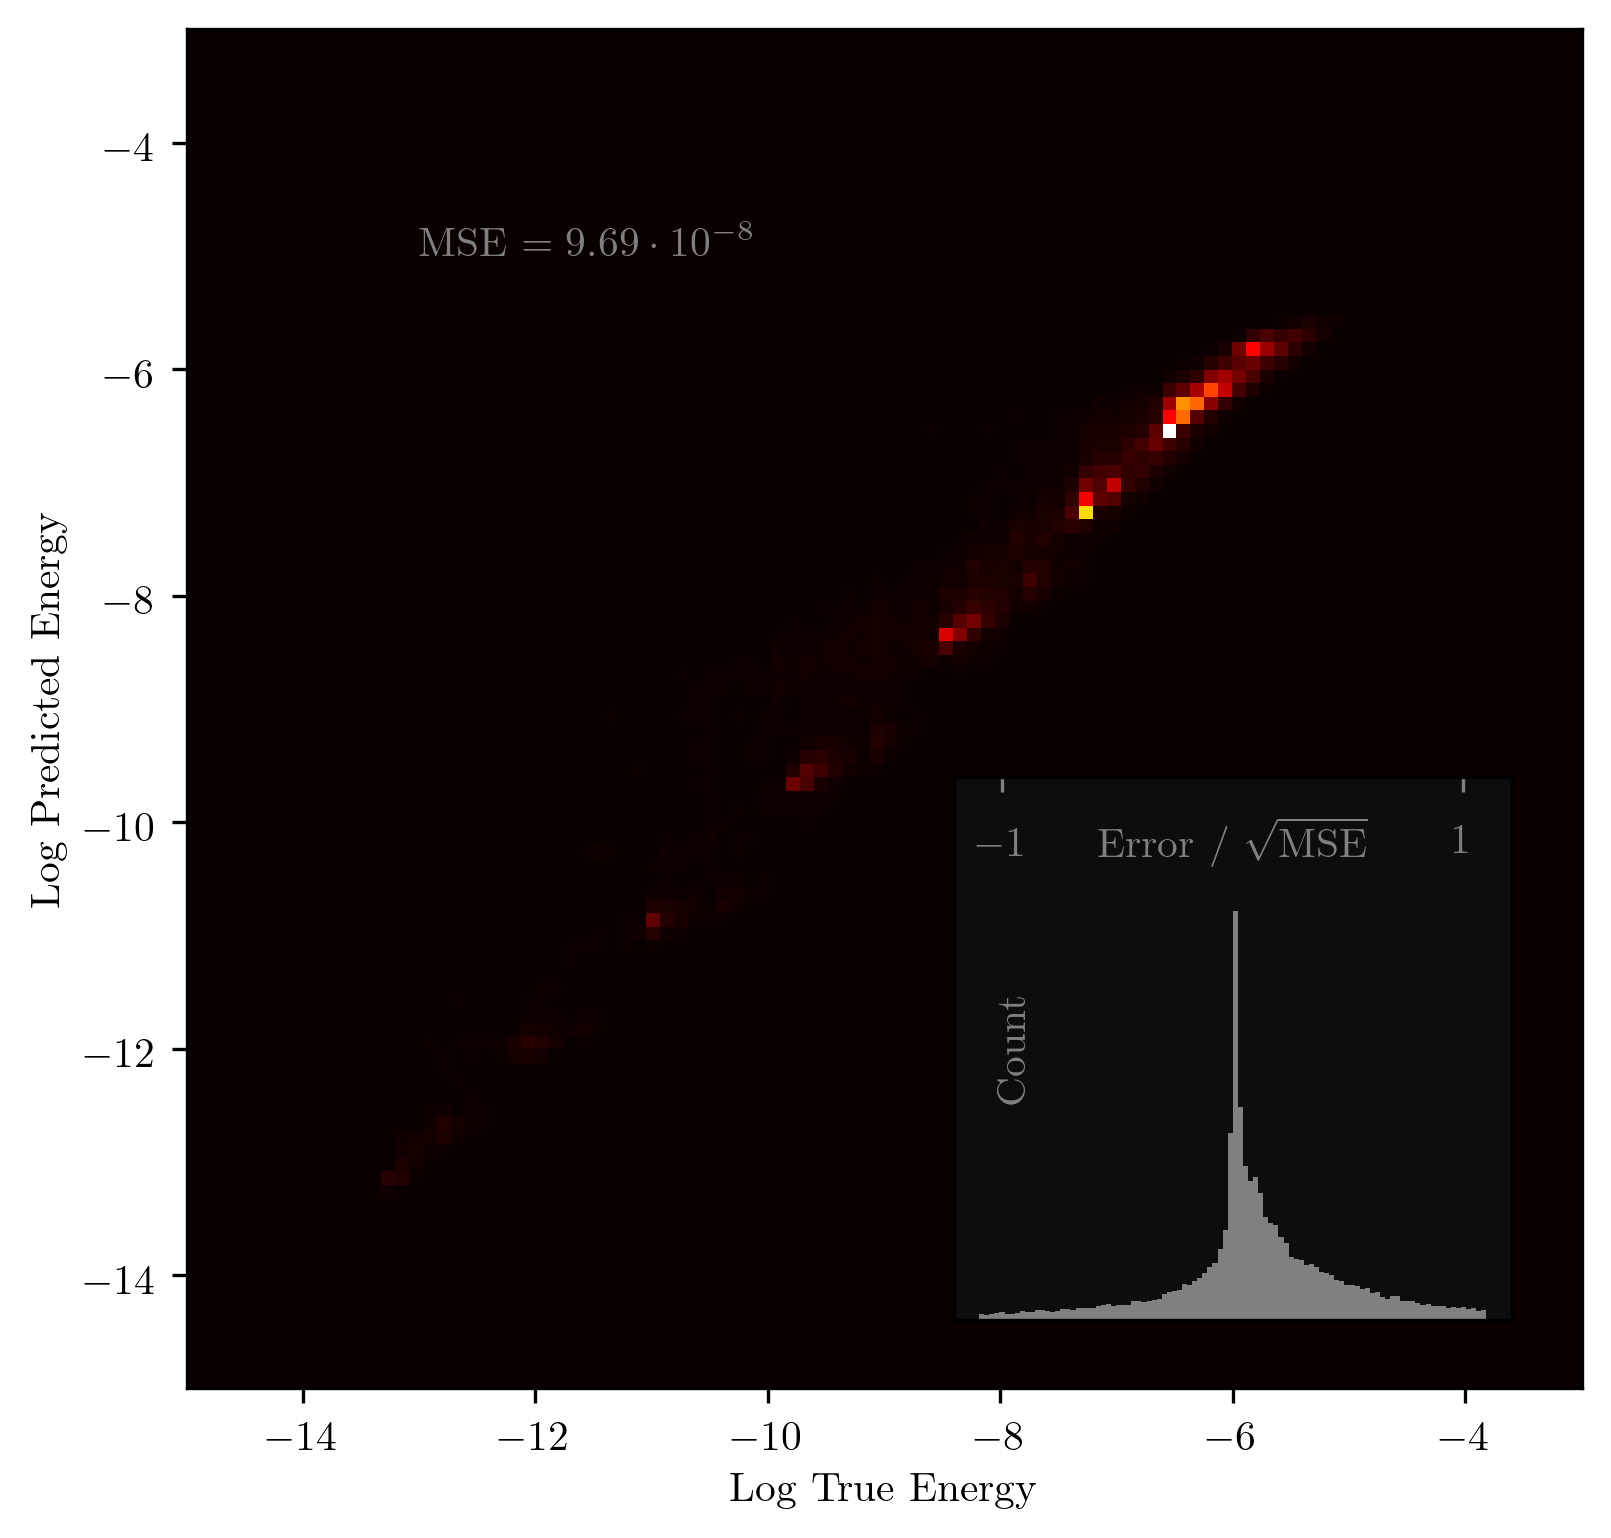 −4
−6
−8
−10
−12
−14
Log Predicted Energy
MSE = 9.69 · 10⁻⁸
−1 Error / √MSE 1
Count
−14 −12 −10 −8 −6 −4
Log True Energy